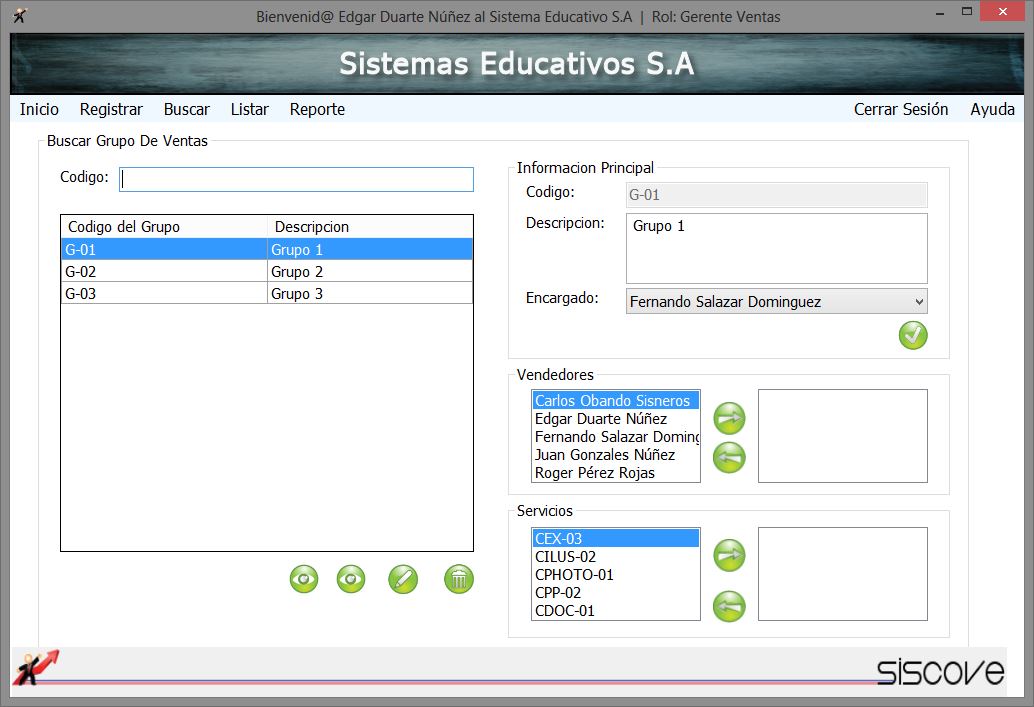 Bienvenid@ Edgar Duarte Núñez al Sistema Educativo S.A | Rol: Gerente Ventas
Sistemas Educativos S.A
Inicio Registrar Buscar Listar Reporte Cerrar Sesión Ayuda
Buscar Grupo De Ventas
Codigo:
Codigo del Grupo Descripcion
G-01 Grupo 1
G-02 Grupo 2
G-03 Grupo 3
Informacion Principal
Codigo: G-01
Descripcion: Grupo 1
Encargado: Fernando Salazar Dominguez
Vendedores
Carlos Obando Sisneros
Edgar Duarte Núñez
Fernando Salazar Doming
Juan Gonzales Núñez
Roger Pérez Rojas
Servicios
CEX-03
CILUS-02
CPHOTO-01
CPP-02
CDOC-01
siscove